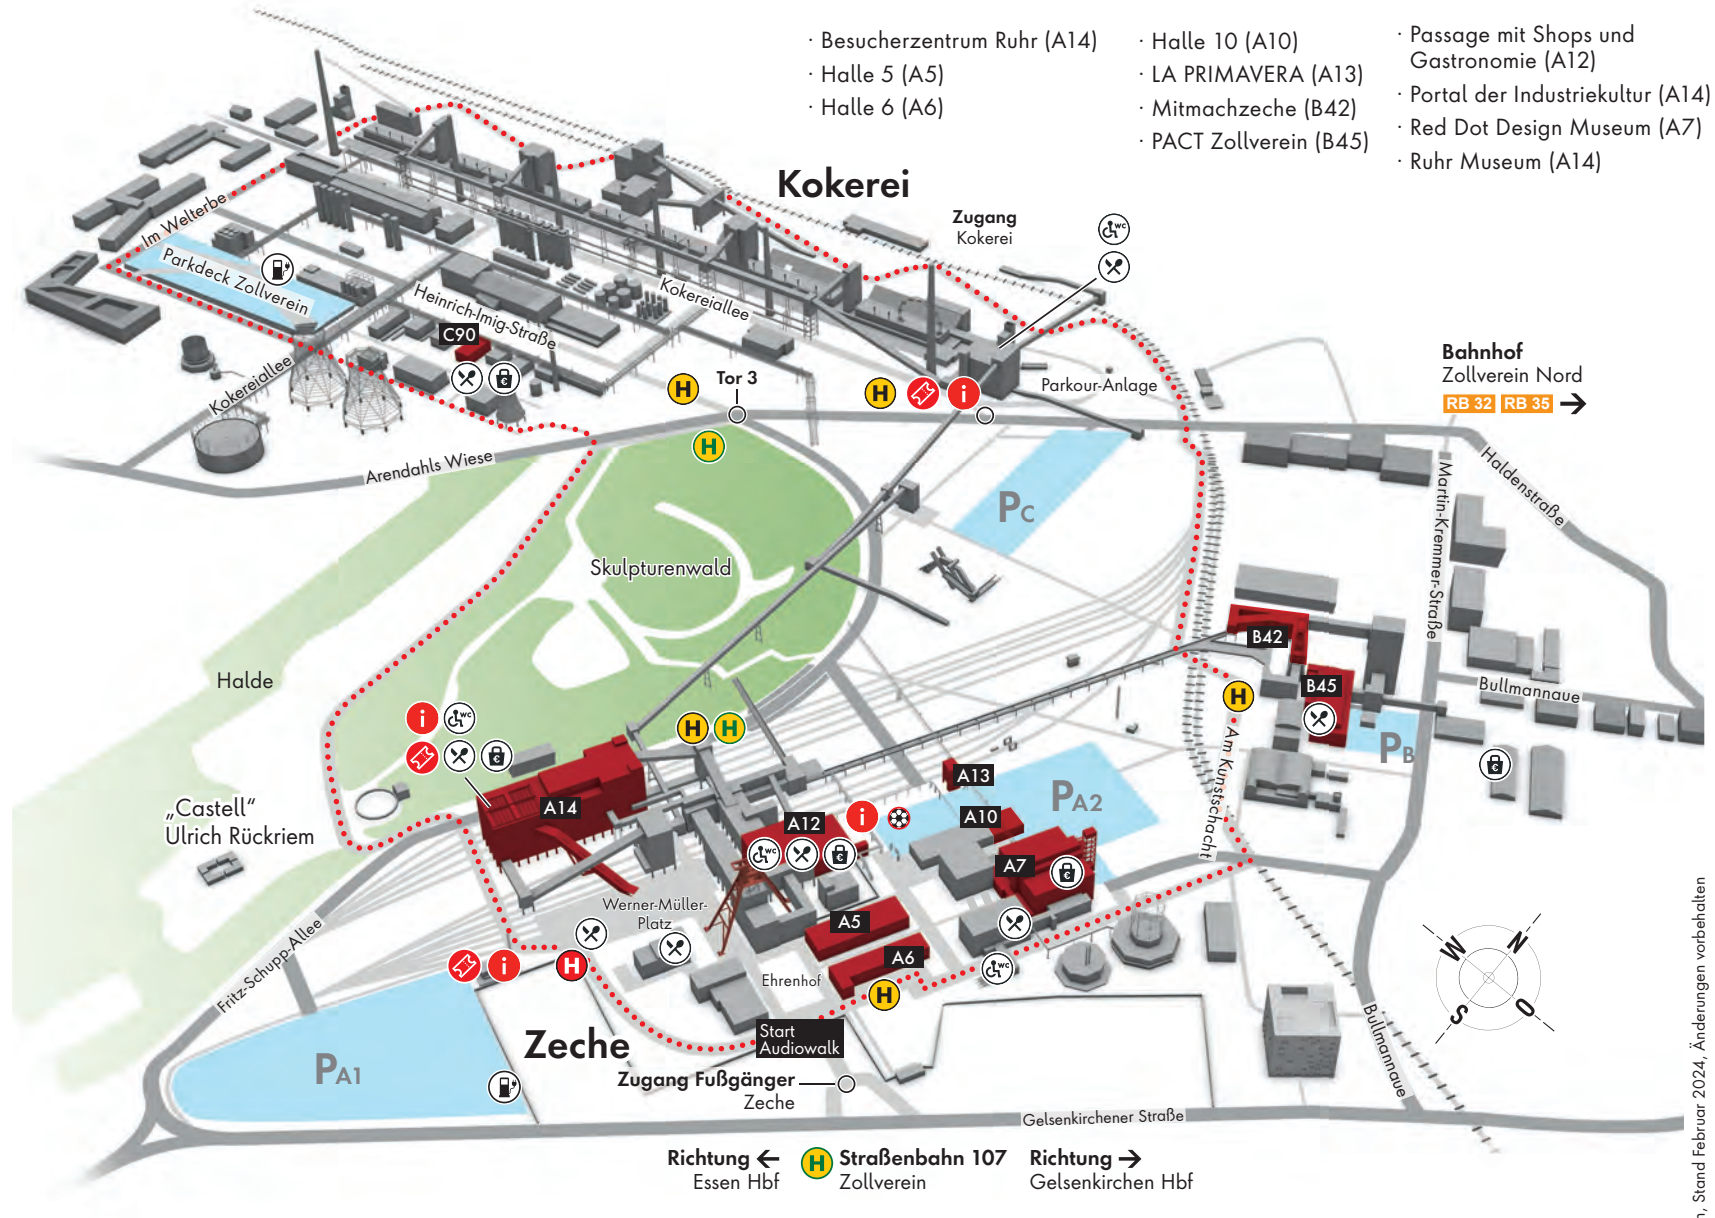 · Besucherzentrum Ruhr (A14)
· Halle 5 (A5)
· Halle 6 (A6)
· Halle 10 (A10)
· LA PRIMAVERA (A13)
· Mitmachzeche (B42)
· PACT Zollverein (B45)
· Passage mit Shops und
Gastronomie (A12)
· Portal der Industriekultur (A14)
· Red Dot Design Museum (A7)
· Ruhr Museum (A14)
Kokerei
Zugang
Kokerei
WC
Im Welterbe
Parkdeck Zollverein
Heinrich-Imig-Straße
Kokereiallee
C90
€
Kokereiallee
Tor 3
H
H
i
H
Parkour-Anlage
Bahnhof
Zollverein Nord
RB 32 RB 35
Arendahls Wiese
Haldenstraße
Martin-Kremmer-Straße
PC
Skulpturenwald
B42
B45
H
Bullmannaue
Halde
i
WC
€
H H
Am Kunstschacht
PB
€
A13
PA2
A14
A12
i
A10
WC
€
A7
€
„Castell“
Ulrich Rückriem
Werner-Müller-
Platz
A5
A6
WC
Fritz-Schupp-Allee
i
H
Ehrenhof
H
N
O
S
W
Start
Audiowalk
Zeche
PA1
Bullmannaue
Zugang Fußgänger
Zeche
Gelsenkirchener Straße
Richtung
Essen Hbf
H
Straßenbahn 107
Zollverein
Richtung
Gelsenkirchen Hbf
, Stand Februar 2024, Änderungen vorbehalten